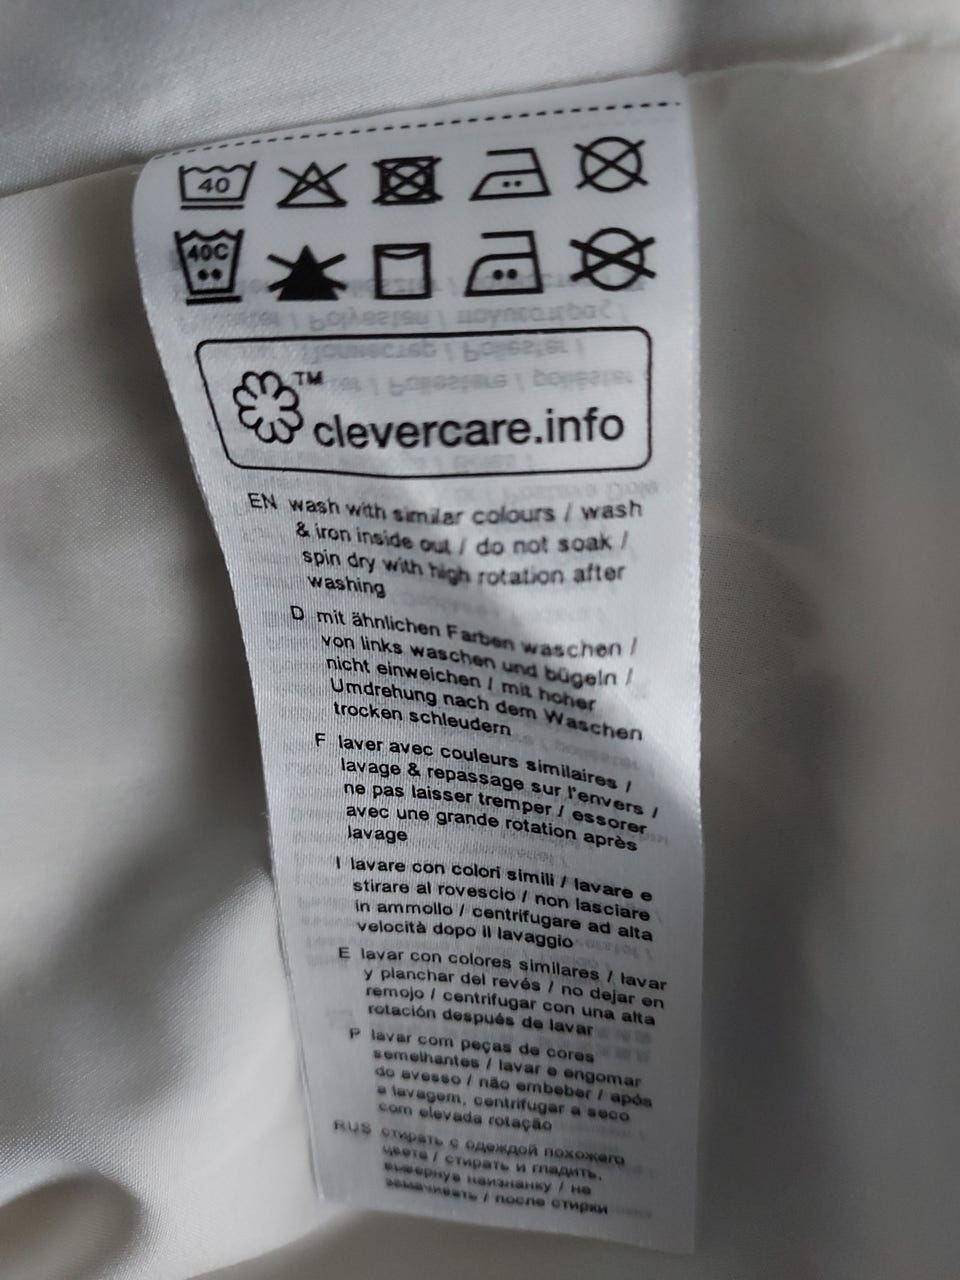 40
40C
TM
clevercare.info
EN wash with similar colours / wash
& iron inside out / do not soak /
spin dry with high rotation after
washing
D mit ähnlichen Farben waschen /
von links waschen und bügeln /
nicht einweichen / mit hoher
Umdrehung nach dem Waschen
trocken schleudern
F laver avec couleurs similaires /
lavage & repassage sur l'envers /
ne pas laisser tremper / essorer
avec une grande rotation après
lavage
I lavare con colori simili / lavare e
stirare al rovescio / non lasciare
in ammollo / centrifugare ad alta
velocità dopo il lavaggio
E lavar con colores similares / lavar
y planchar del revés / no dejar en
remojo / centrifugar con una alta
rotación después de lavar
P lavar com peças de cores
semelhantes / lavar e engomar
do avesso / não embeber / após
a lavagem, centrifugar a seco
com elevada rotação
RUS стирать с одеждой похожего
цвета / стирать и гладить,
вывернув наизнанку / не
замачивать / после стирки